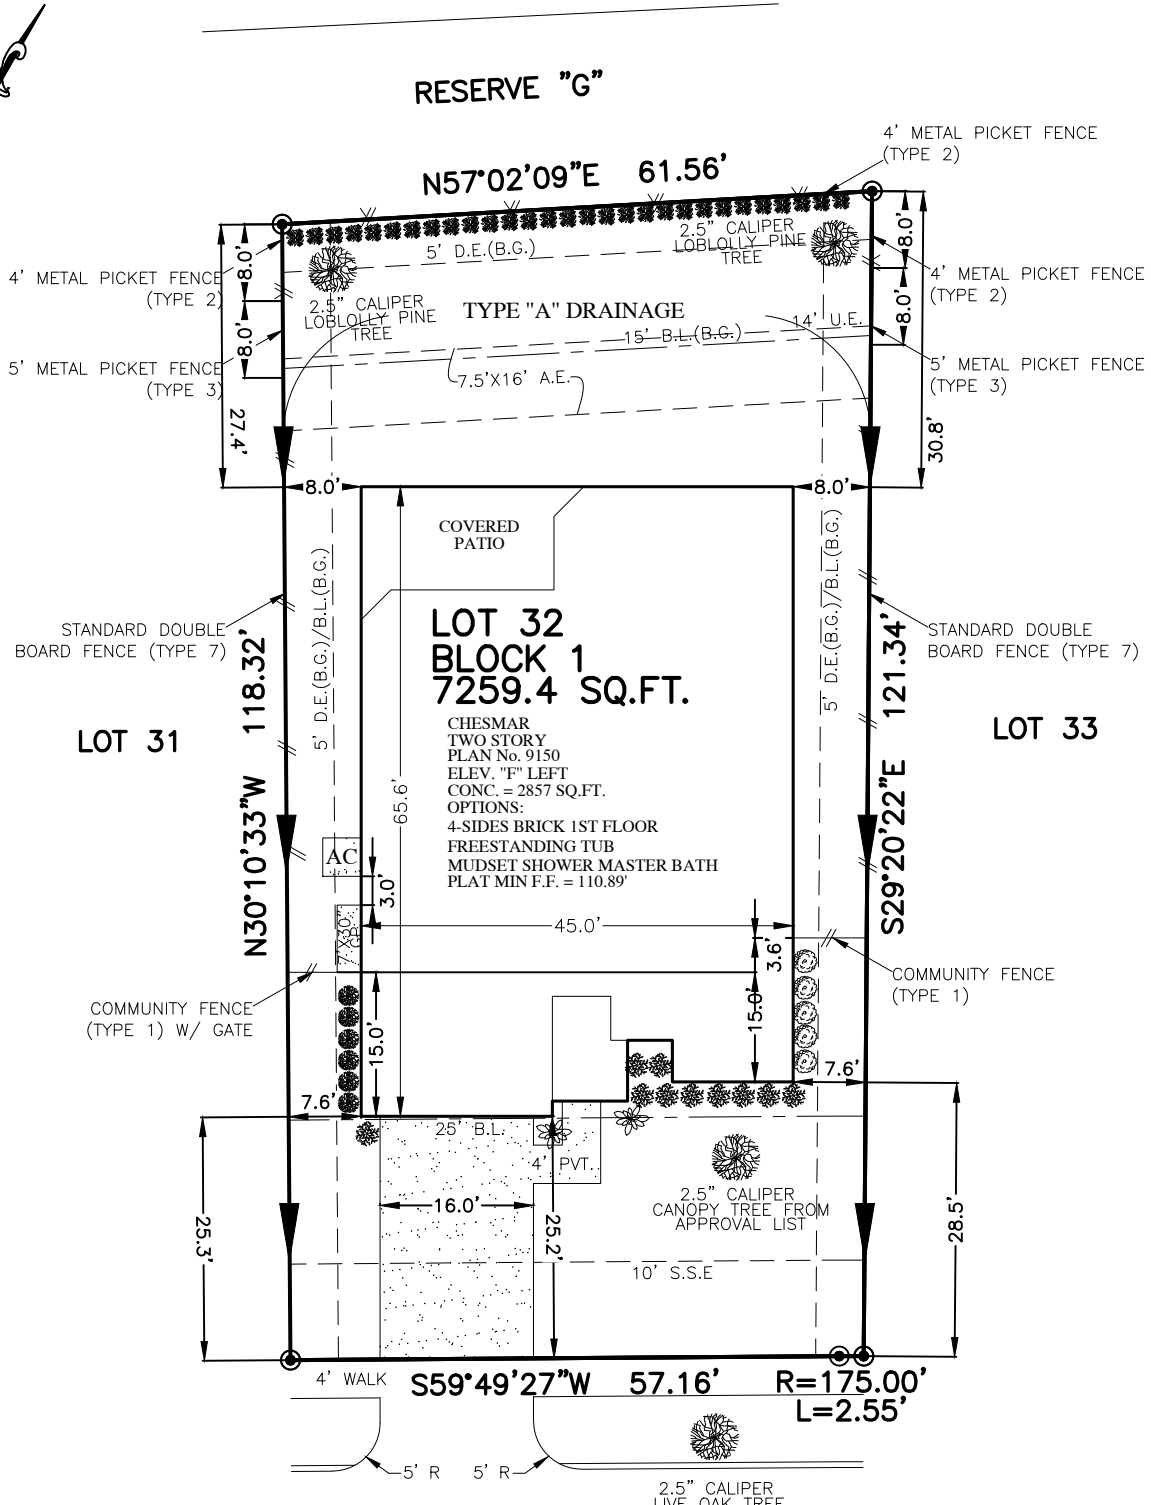 RESERVE "G"
4' METAL PICKET FENCE
(TYPE 2)
N57°02'09"E 61.56'
2.5" CALIPER
LOBLOLLY PINE
TREE
5' D.E.(B.G.)
8.0'
8.0'
4' METAL PICKET FENCE
(TYPE 2)
4' METAL PICKET FENCE
(TYPE 2)
2.5" CALIPER
LOBLOLLY PINE
TREE
TYPE "A" DRAINAGE
14' U.E.
15' B.L.(B.G.)
8.0'
8.0'
5' METAL PICKET FENCE
(TYPE 3)
5' METAL PICKET FENCE
(TYPE 3)
7.5'X16' A.E.
27.4'
30.8'
8.0'
8.0'
COVERED
PATIO
5' D.E.(B.G.)/B.L.(B.G.)
5' D.E.(B.G.)/B.L.(B.G.)
STANDARD DOUBLE
BOARD FENCE (TYPE 7)
STANDARD DOUBLE
BOARD FENCE (TYPE 7)
LOT 32
BLOCK 1
7259.4 SQ.FT.
N30°10'33"W 118.32'
S29°20'22"E 121.34'
LOT 31
LOT 33
CHESMAR
TWO STORY
PLAN No. 9150
ELEV. "F" LEFT
CONC. = 2857 SQ.FT.
OPTIONS:
4-SIDES BRICK 1ST FLOOR
FREESTANDING TUB
MUDSET SHOWER MASTER BATH
PLAT MIN F.F. = 110.89'
65.6'
AC
3.0'
7'X30"
GP
45.0'
3.6'
COMMUNITY FENCE
(TYPE 1)
COMMUNITY FENCE
(TYPE 1) W/ GATE
15.0'
15.0'
7.6'
7.6'
25' B.L.
4' PVT.
16.0'
2.5" CALIPER
CANOPY TREE FROM
APPROVAL LIST
25.3'
25.2'
28.5'
10' S.S.E
4' WALK
S59°49'27"W 57.16'
R=175.00'
L=2.55'
5' R
5' R
2.5" CALIPER
LIVE OAK TREE